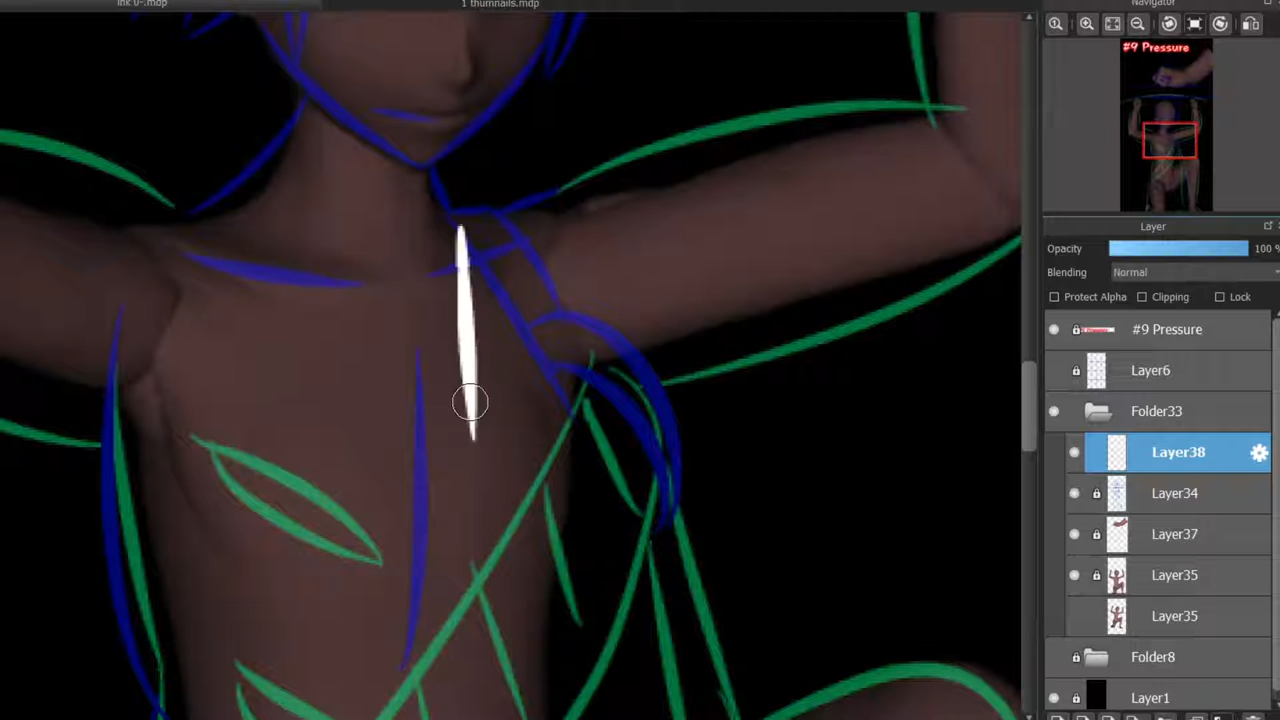 ink 0-.mdp
1 thumnails.mdp
Navigator
#9 Pressure
Layer
Opacity 100 %
Blending Normal
Protect Alpha Clipping Lock
#9 Pressure
Layer6
Folder33
Layer38
Layer34
Layer37
Layer35
Layer35
Folder8
Layer1